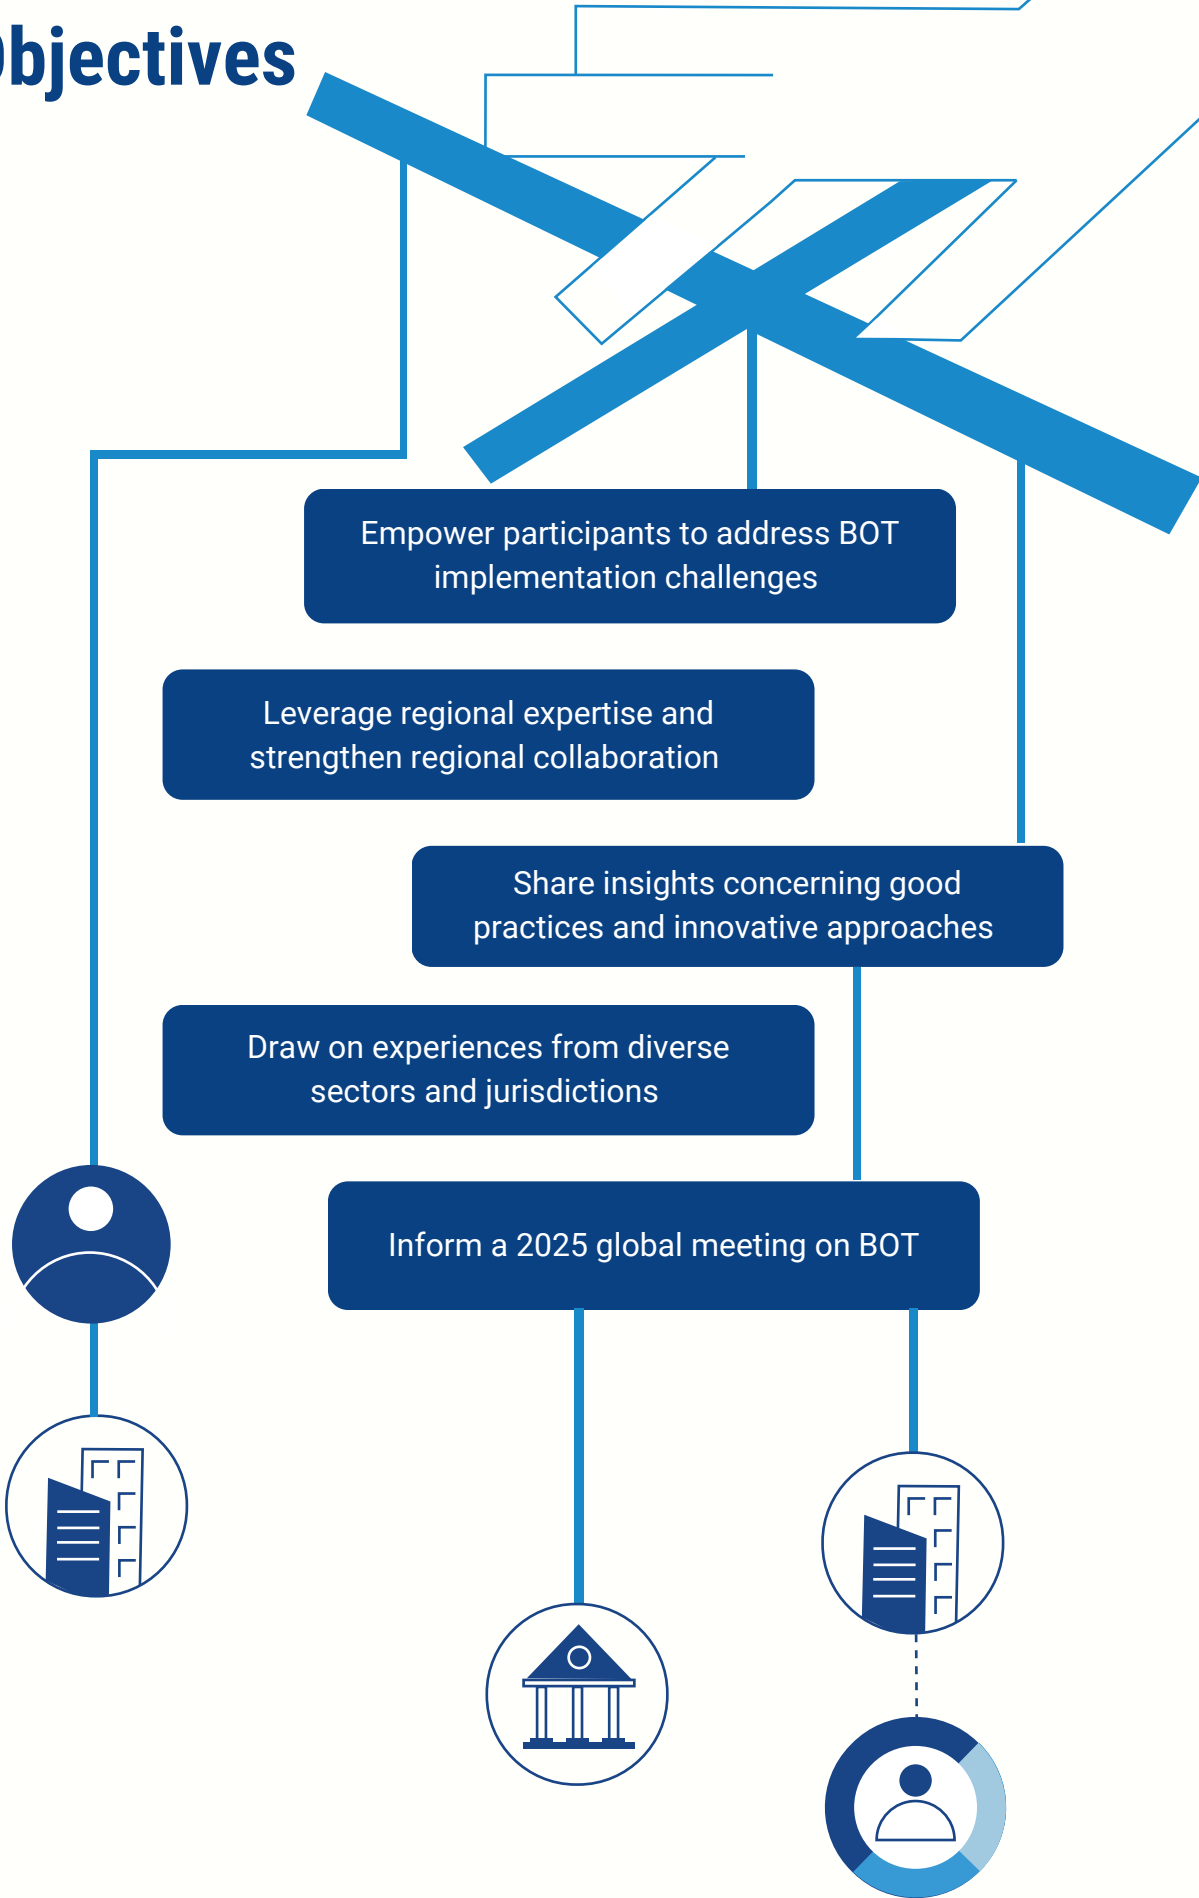 Objectives
Empower participants to address BOT
implementation challenges
Leverage regional expertise and
strengthen regional collaboration
Share insights concerning good
practices and innovative approaches
Draw on experiences from diverse
sectors and jurisdictions
Inform a 2025 global meeting on BOT